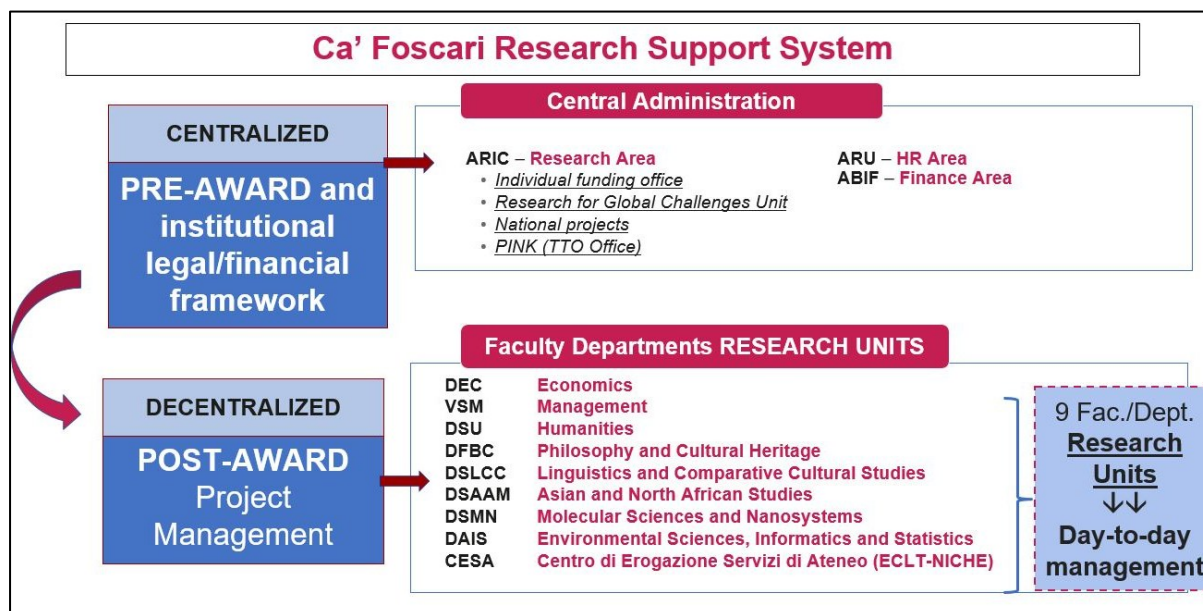 Ca' Foscari Research Support System
CENTRALIZED
PRE-AWARD and
institutional
legal/financial
framework
Central Administration
ARIC – Research Area
• Individual funding office
• Research for Global Challenges Unit
• National projects
• PINK (TTO Office)
ARU – HR Area
ABIF – Finance Area
DECENTRALIZED
POST-AWARD
Project
Management
Faculty Departments RESEARCH UNITS
DEC Economics
VSM Management
DSU Humanities
DFBC Philosophy and Cultural Heritage
DSLCC Linguistics and Comparative Cultural Studies
DSAAM Asian and North African Studies
DSMN Molecular Sciences and Nanosystems
DAIS Environmental Sciences, Informatics and Statistics
CESA Centro di Erogazione Servizi di Ateneo (ECLT-NICHE)
9 Fac./Dept.
Research
Units
↓↓
Day-to-day
management